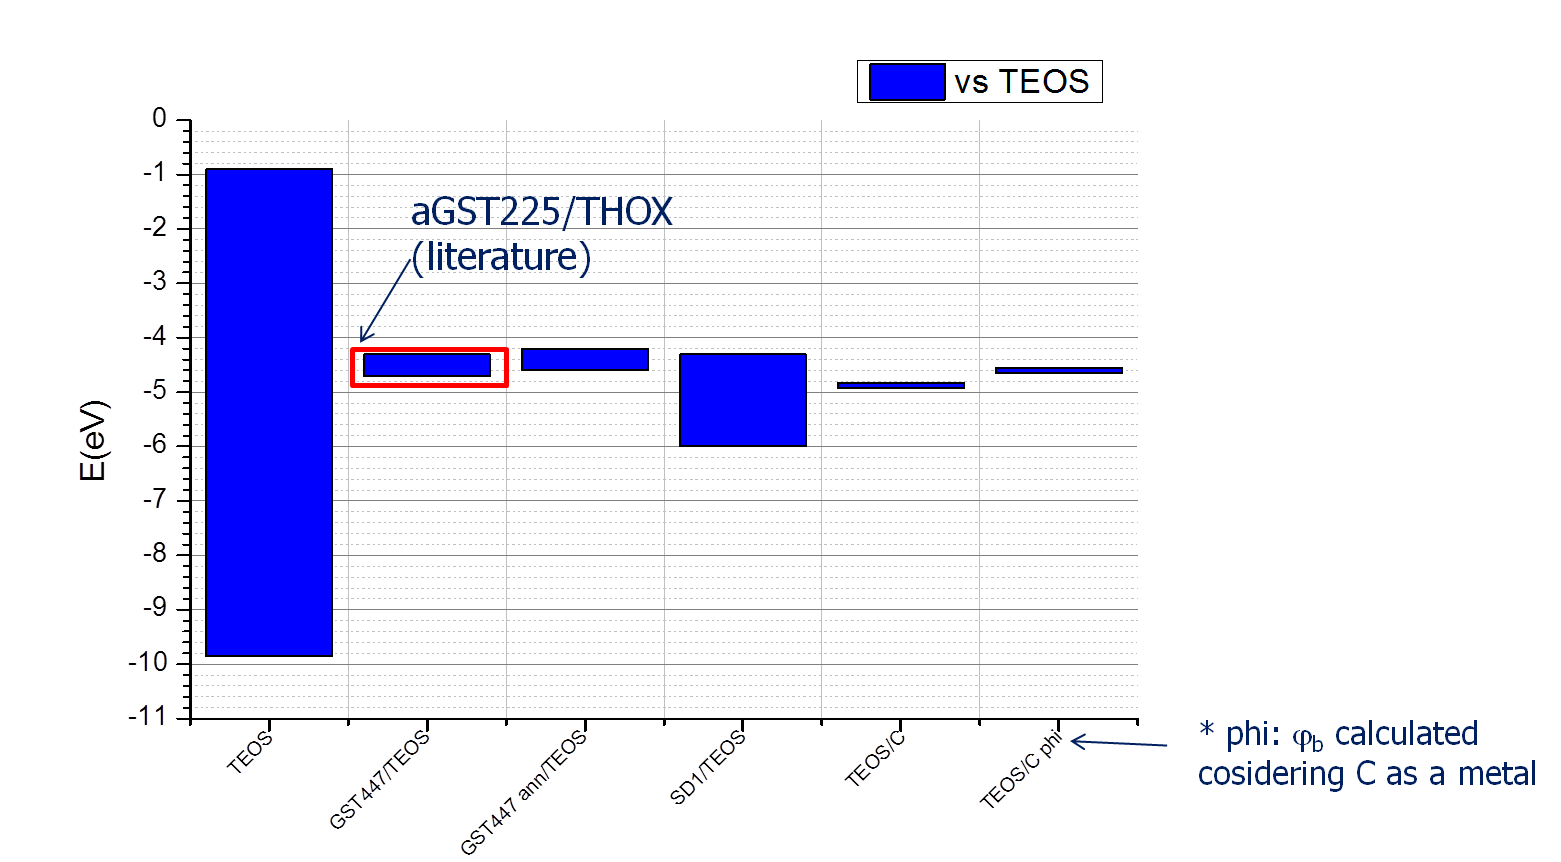 vs TEOS
0
-1
-2
-3
-4
-5
-6
-7
-8
-9
-10
-11
E(eV)
aGST225/THOX
(literature)
TEOS
GST447/TEOS
GST447 ann/TEOS
SD1/TEOS
TEOS/C
TEOS/C phi
* phi: φb calculated
cosidering C as a metal